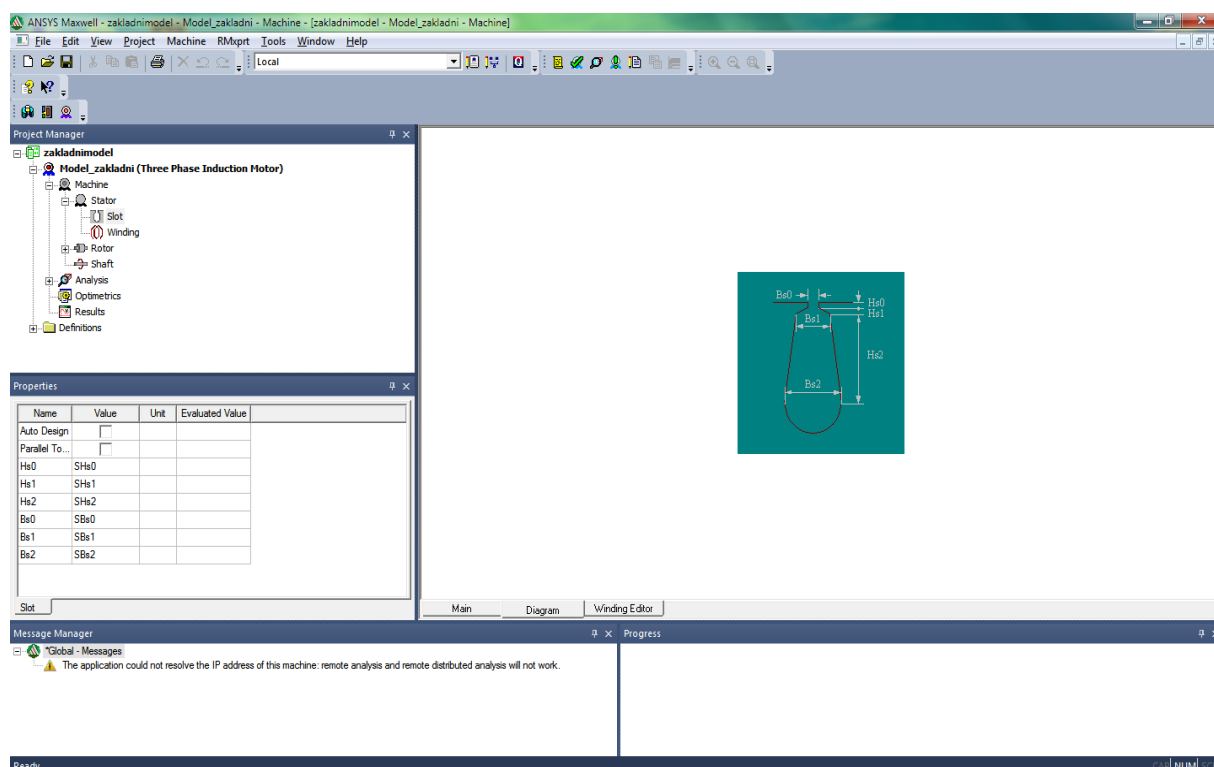 ANSYS Maxwell - zakladnimodel - Model_zakladni - Machine - [zakladnimodel - Model_zakladni - Machine]
File Edit View Project Machine RMxprt Tools Window Help
Local
Project Manager
zakladnimodel
Model_zakladni (Three Phase Induction Motor)
Machine
Stator
Slot
Winding
Rotor
Shaft
Analysis
Optimetrics
Results
Definitions
Properties
Name Value Unit Evaluated Value
Auto Design
Parallel To...
Hs0 SHs0
Hs1 SHs1
Hs2 SHs2
Bs0 SBs0
Bs1 SBs1
Bs2 SBs2
Slot
Bs0 Hs0
Bs1 Hs1
Hs2
Bs2
Main Diagram Winding Editor
Message Manager
*Global - Messages
The application could not resolve the IP address of this machine: remote analysis and remote distributed analysis will not work.
Progress
Ready
CAP NUM SC